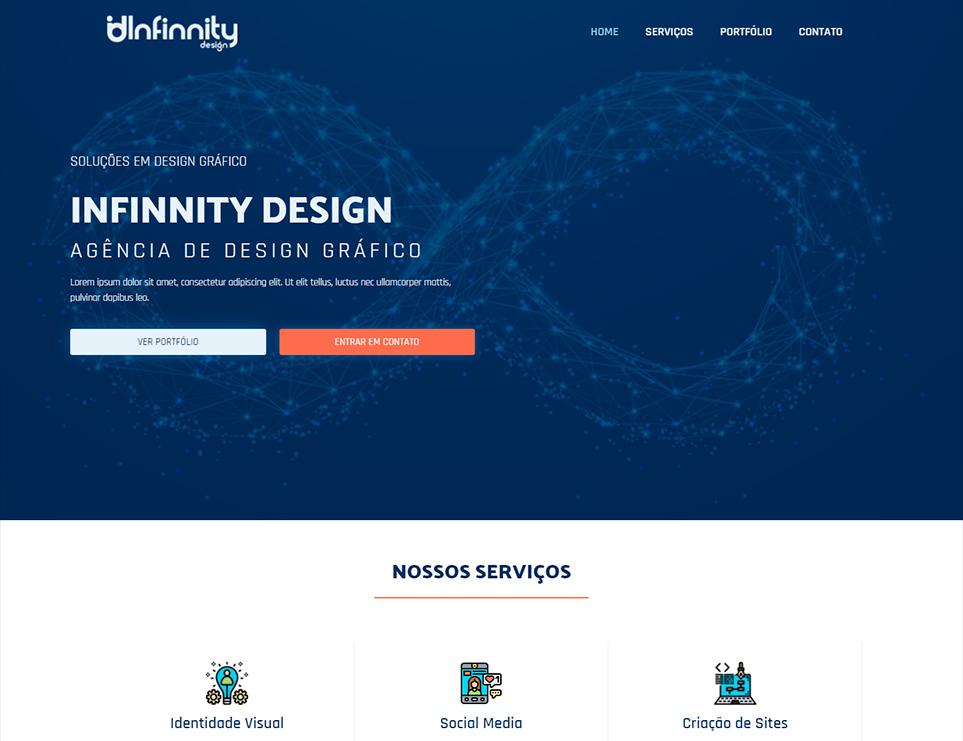 idInfinnity
design
HOME SERVIÇOS PORTFÓLIO CONTATO
SOLUÇÕES EM DESIGN GRÁFICO
INFINNITY DESIGN
AGÊNCIA DE DESIGN GRÁFICO
Lorem ipsum dolor sit amet, consectetur adipiscing elit. Ut elit tellus, luctus nec ullamcorper mattis,
pulvinar dapibus leo.
VER PORTFÓLIO ENTRAR EM CONTATO
NOSSOS SERVIÇOS
Identidade Visual Social Media Criação de Sites